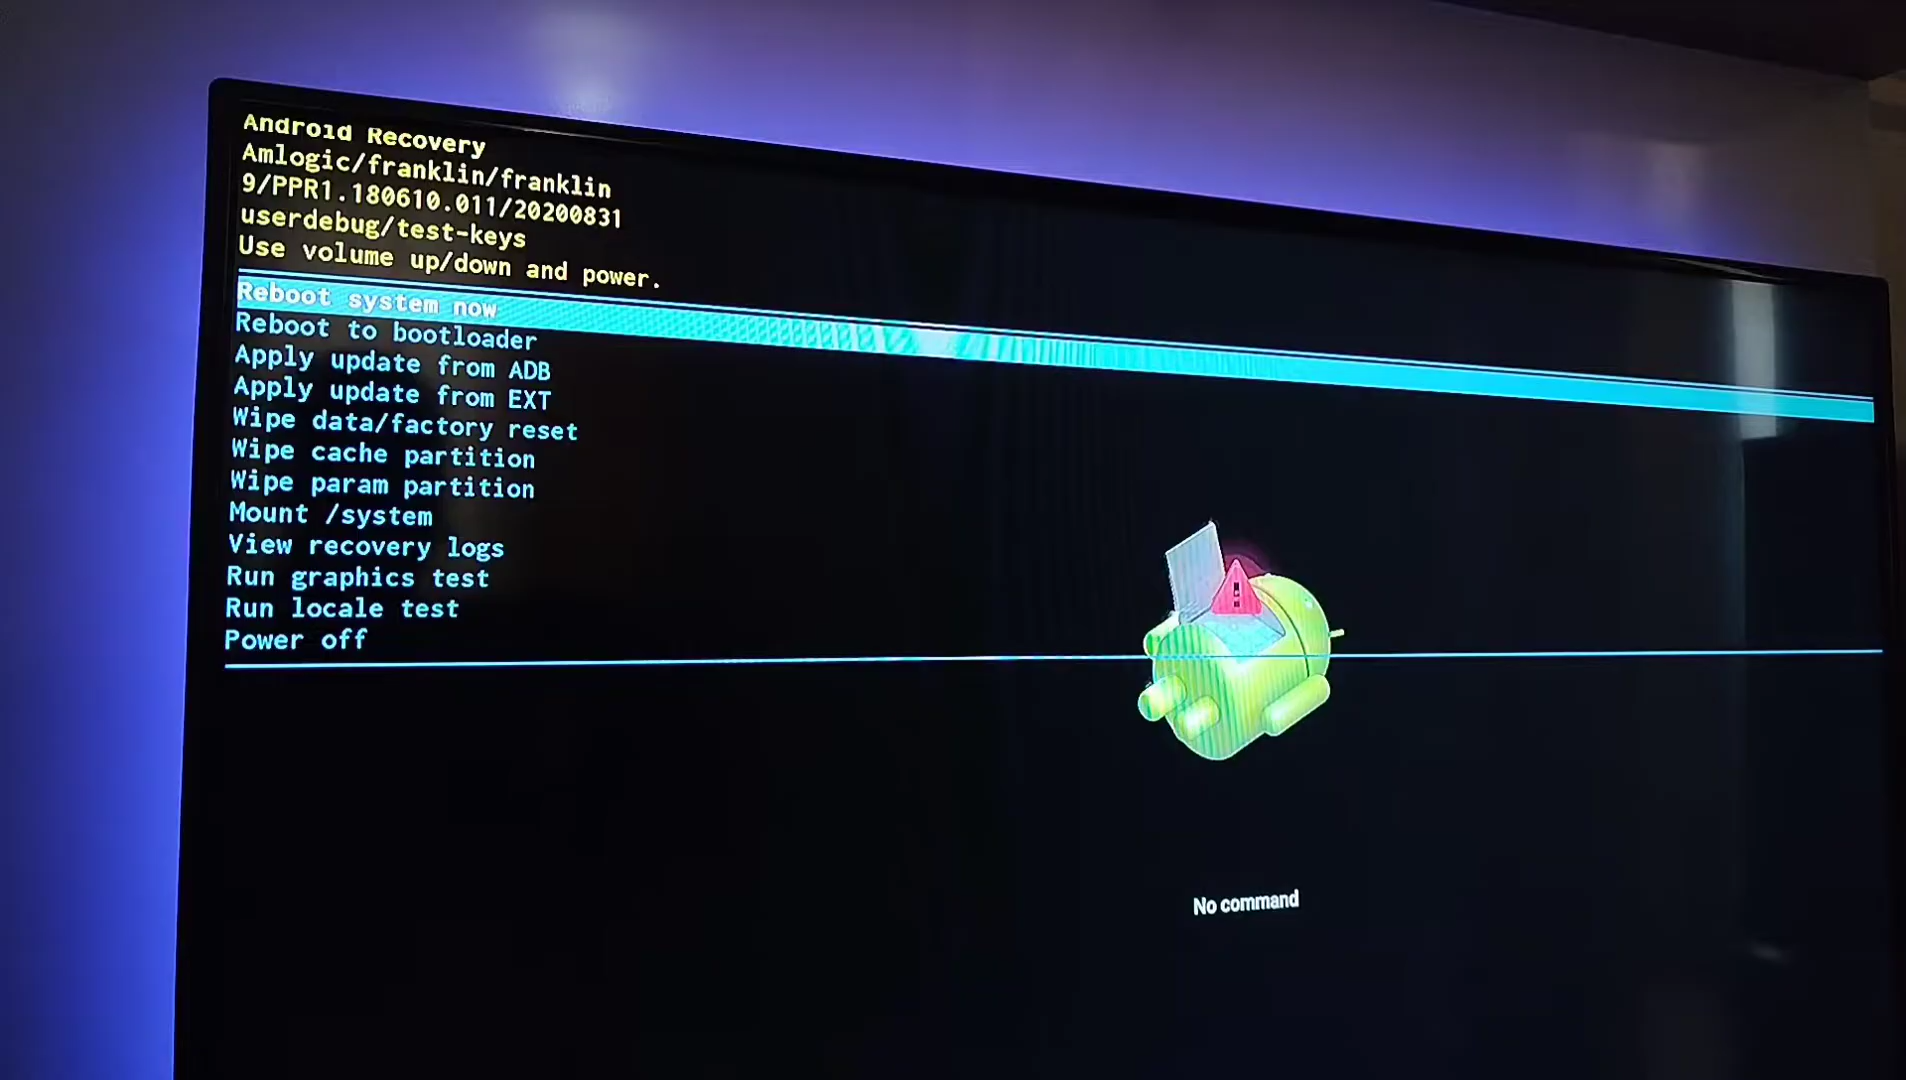 Android Recovery
Amlogic/franklin/franklin
9/PPR1.180610.011/20200831
userdebug/test-keys
Use volume up/down and power.
Reboot system now
Reboot to bootloader
Apply update from ADB
Apply update from EXT
Wipe data/factory reset
Wipe cache partition
Wipe param partition
Mount /system
View recovery logs
Run graphics test
Run locale test
Power off
No command